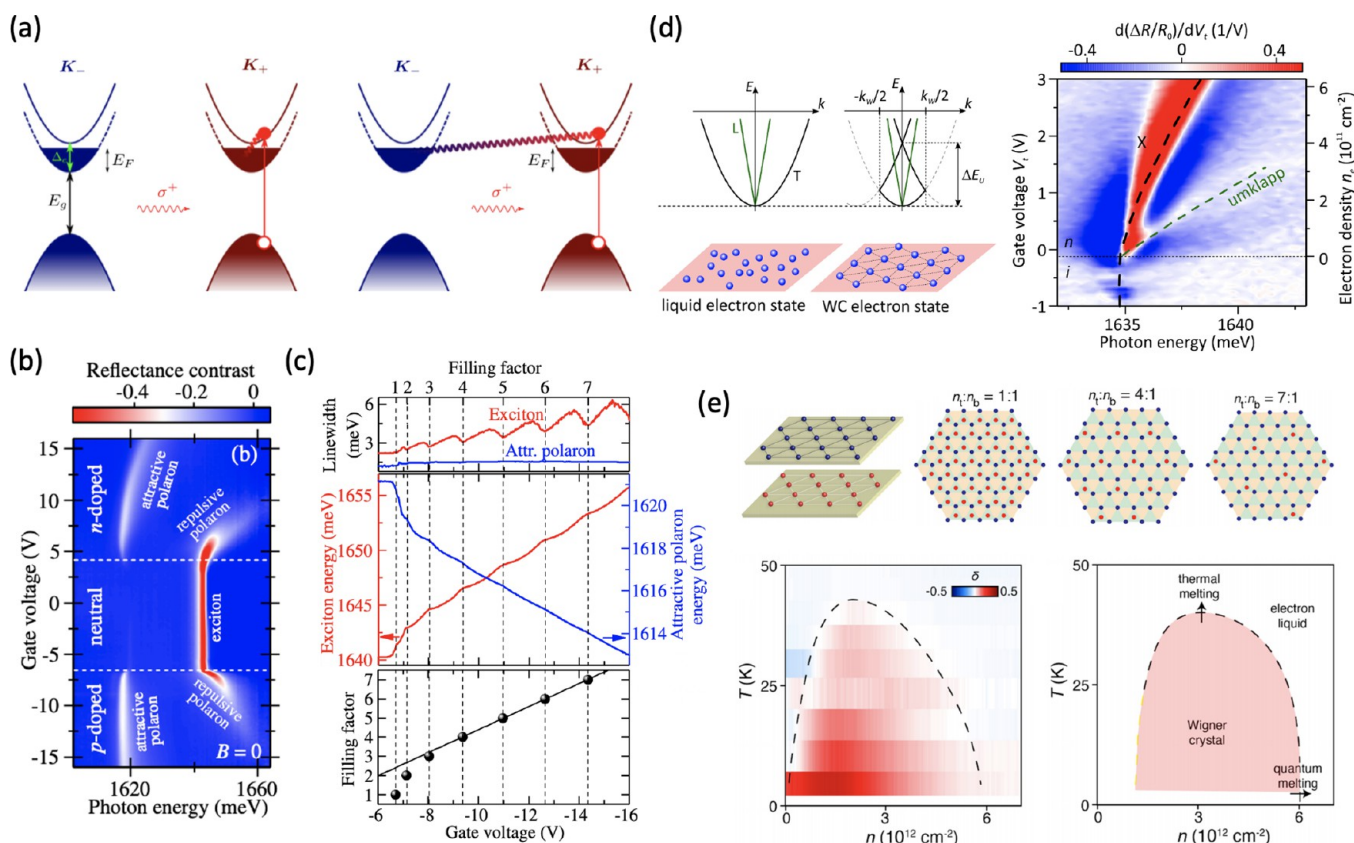 (a)
K₋
K₊
K₋
K₊
Δc
E_F
E_g
σ⁺
E_F
σ⁺
(b)
Reflectance contrast
-0.4
-0.2
0
(b)
15
10
5
0
-5
-10
-15
Gate voltage (V)
n-doped
neutral
p-doped
attractive polaron
repulsive polaron
exciton
repulsive polaron
attractive polaron
B = 0
1620
1640
1660
Photon energy (meV)
(c)
Filling factor
1 2 3 4 5 6 7
Linewidth (meV)
6
3
Exciton
Attr. polaron
Exciton energy (meV)
1655
1650
1645
1640
1620
1618
1616
1614
Attractive polaron energy (meV)
Filling factor
7
6
5
4
3
2
1
-6 -8 -10 -12 -14 -16
Gate voltage (V)
(d)
E
k
L
T
-k_w/2
E
k_w/2
k
L
ΔE_U
liquid electron state
WC electron state
d(ΔR/R₀)/dV_t (1/V)
-0.4
0
0.4
Gate voltage V_t (V)
3
2
1
0
-1
n
i
X
umklapp
6
4
2
0
Electron density n_e (10¹¹ cm⁻²)
1635
1640
Photon energy (meV)
(e)
n_t:n_b = 1:1
n_t:n_b = 4:1
n_t:n_b = 7:1
50
25
0
T (K)
δ
-0.5
0.5
0
3
6
n (10¹² cm⁻²)
50
25
0
T (K)
thermal melting
electron liquid
Wigner crystal
quantum melting
0
3
6
n (10¹² cm⁻²)